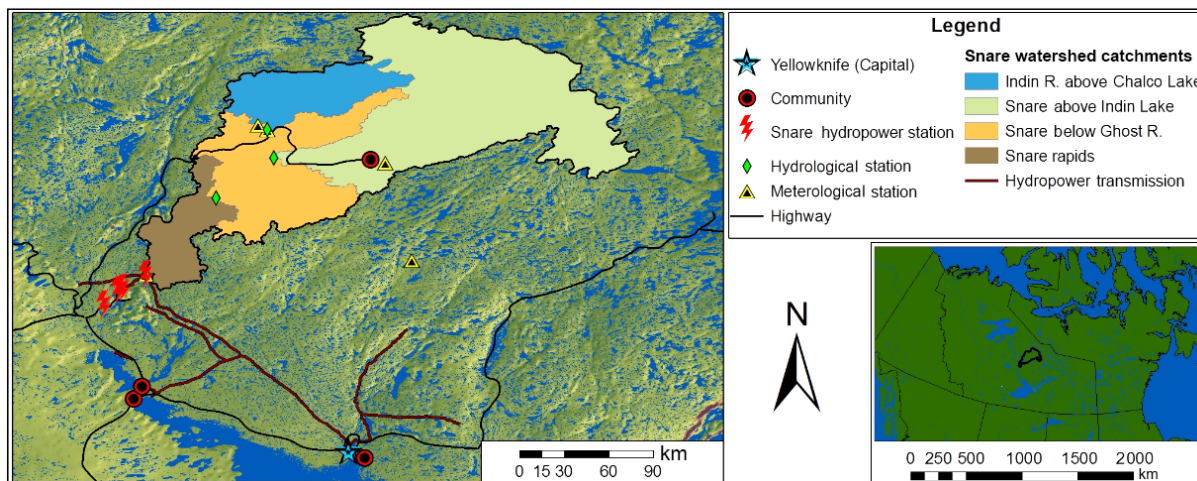 Legend
Yellowknife (Capital)
Community
Snare hydropower station
Hydrological station
Meterological station
Highway
Snare watershed catchments
Indin R. above Chalco Lake
Snare above Indin Lake
Snare below Ghost R.
Snare rapids
Hydropower transmission
N
km
0 15 30 60 90
0 250 500 1000 1500 2000
km